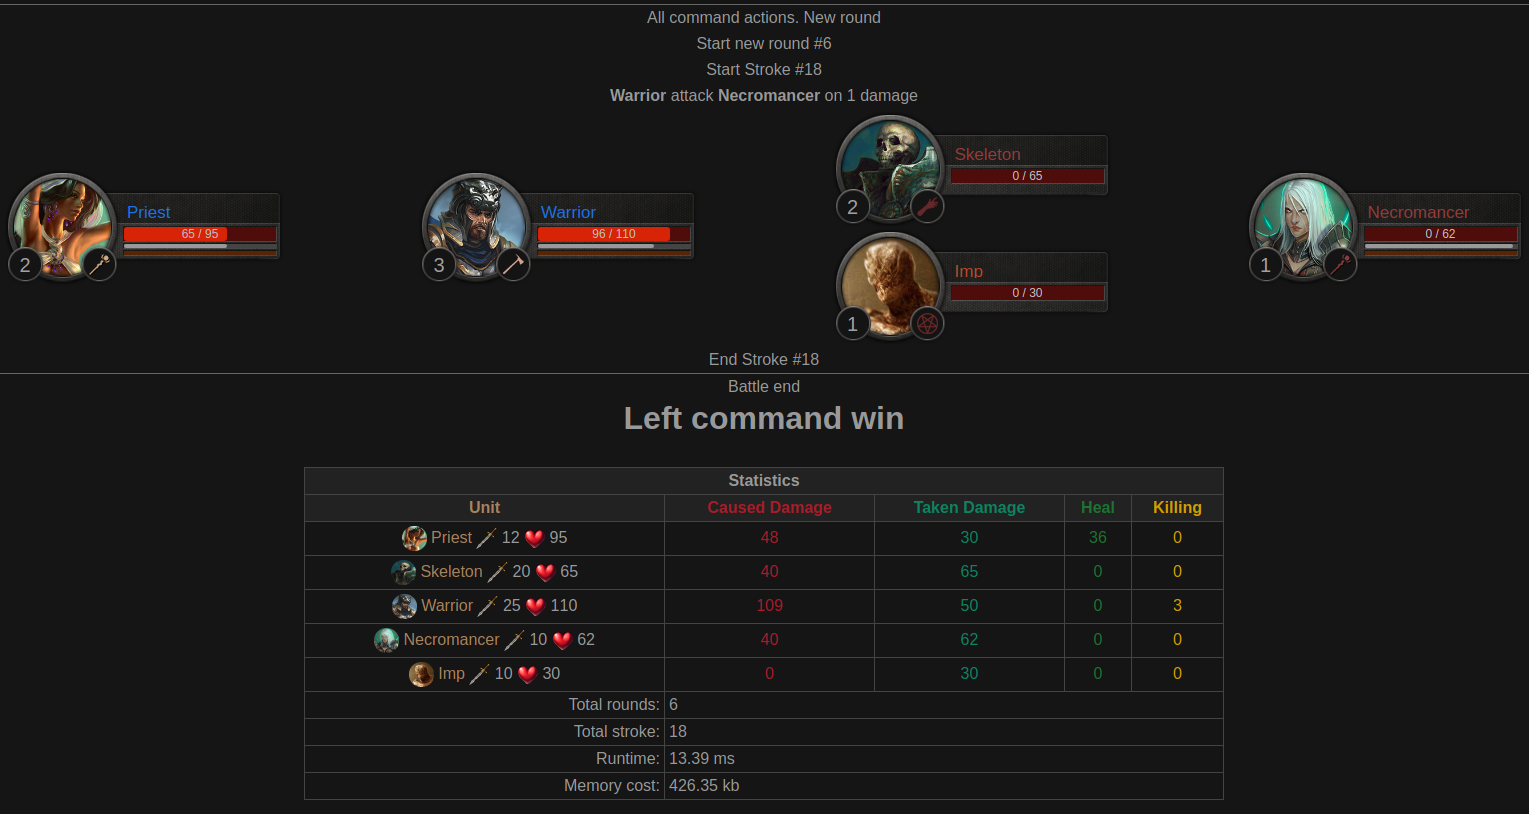 All command actions. New round
Start new round #6
Start Stroke #18
Warrior attack Necromancer on 1 damage
Priest
65 / 95
2
Warrior
96 / 110
3
Skeleton
0 / 65
2
Imp
0 / 30
1
Necromancer
0 / 62
1
End Stroke #18
Battle end
Left command win
Statistics
Unit Caused Damage Taken Damage Heal Killing
Priest 12 95 48 30 36 0
Skeleton 20 65 40 65 0 0
Warrior 25 110 109 50 0 3
Necromancer 10 62 40 62 0 0
Imp 10 30 0 30 0 0
Total rounds: 6
Total stroke: 18
Runtime: 13.39 ms
Memory cost: 426.35 kb